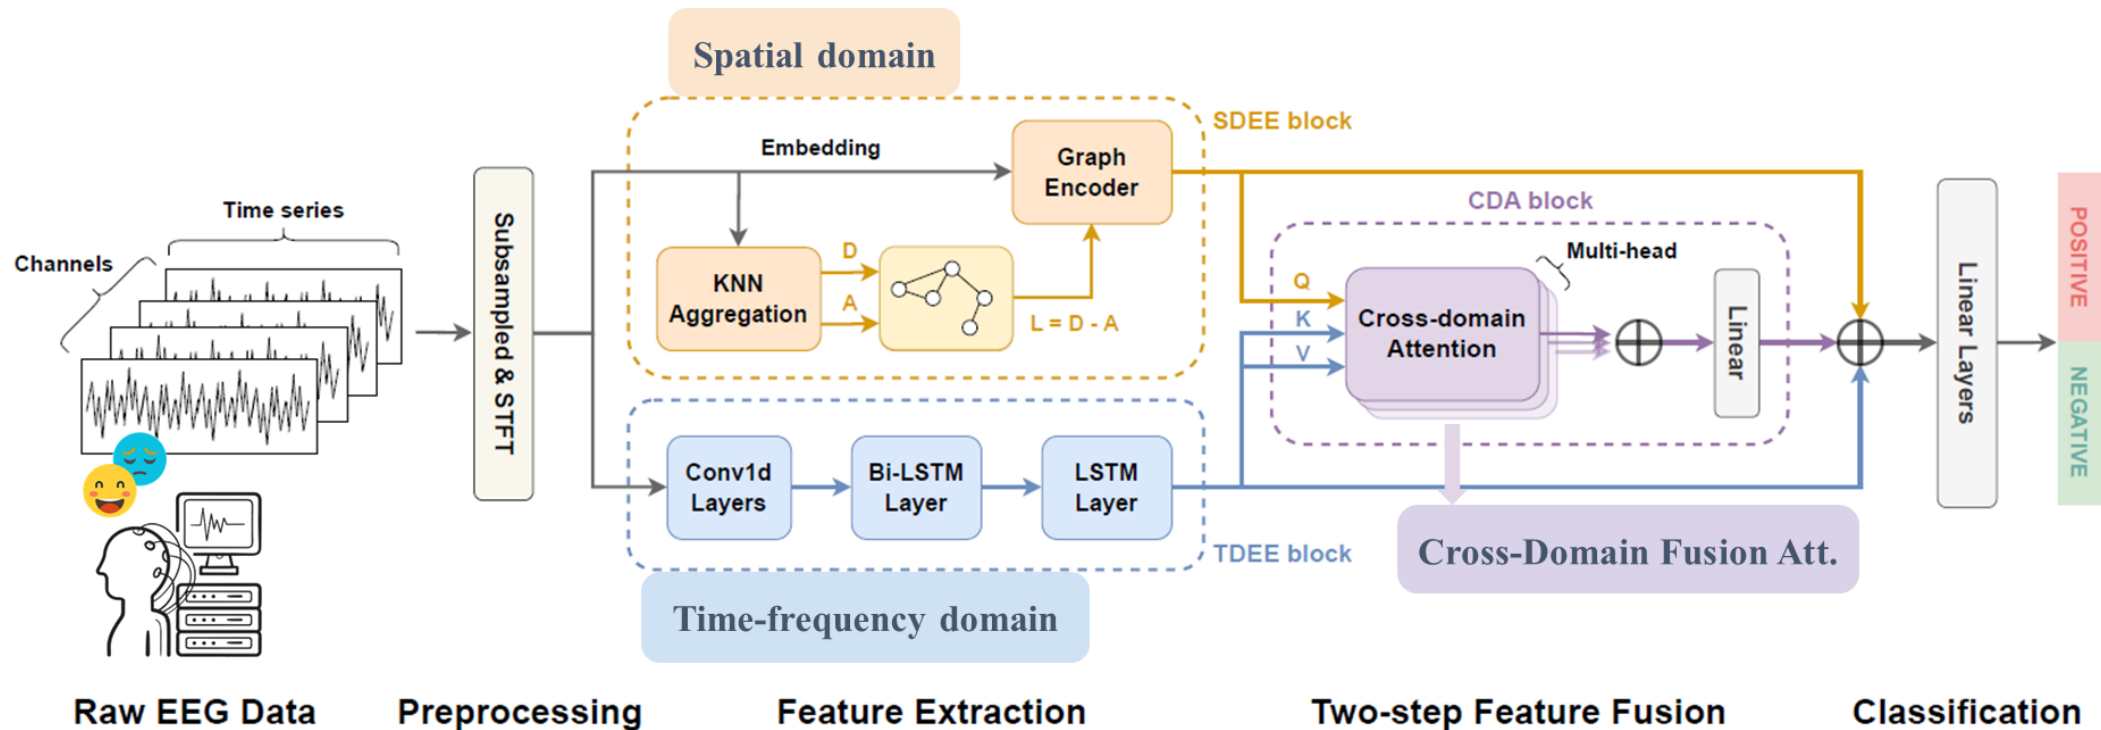 Spatial domain
SDEE block
Embedding
Graph
Encoder
Time series
Channels
Subsampled & STFT
KNN
Aggregation
D
A
L = D - A
CDA block
Multi-head
Q
K
V
Cross-domain
Attention
Linear
Linear Layers
POSITIVE
NEGATIVE
Conv1d
Layers
Bi-LSTM
Layer
LSTM
Layer
TDEE block
Cross-Domain Fusion Att.
Time-frequency domain
Raw EEG Data
Preprocessing
Feature Extraction
Two-step Feature Fusion
Classification